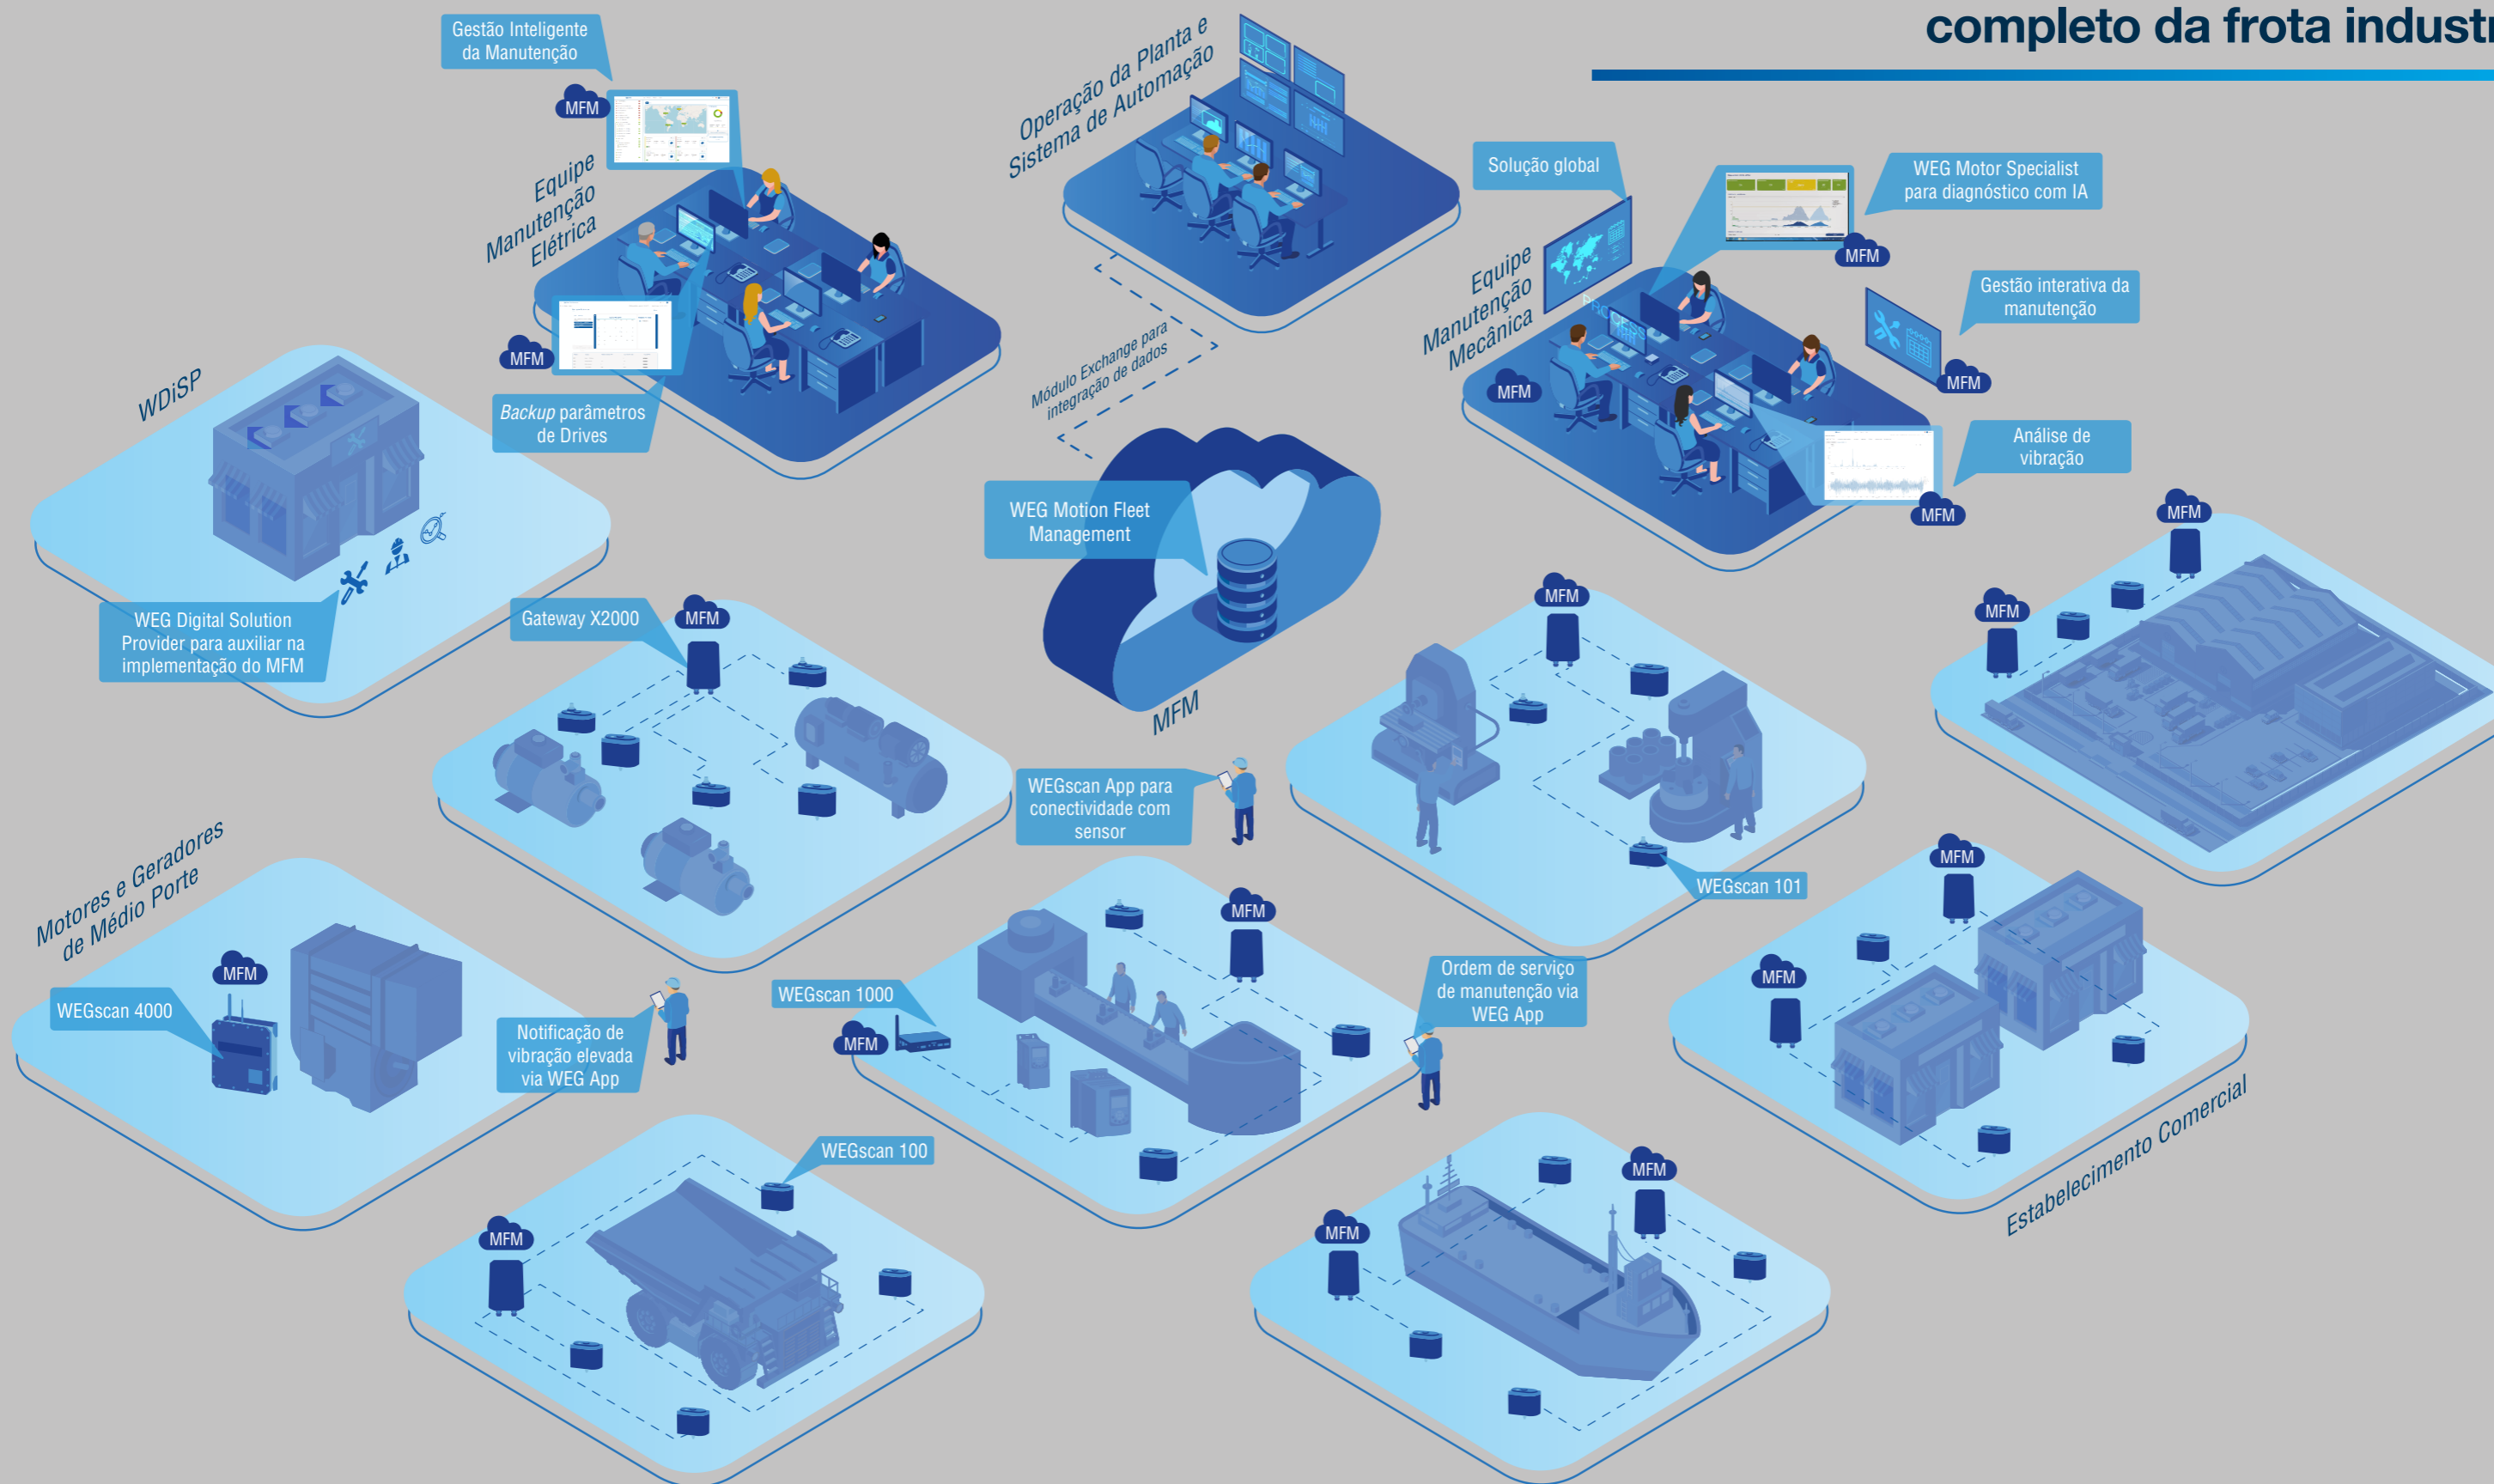 completo da frota industr
Gestão Inteligente
da Manutenção
MFM
Equipe
Manutenção
Elétrica
MFM
Backup parâmetros
de Drives
Operação da Planta e
Sistema de Automação
Módulo Exchange para
integração de dados
Solução global
WEG Motor Specialist
para diagnóstico com IA
MFM
Equipe
Manutenção
Mecânica
PROCESS
MFM
Gestão interativa da
manutenção
MFM
Análise de
vibração
MFM
WDiSP
WEG Digital Solution
Provider para auxiliar na
implementação do MFM
WEG Motion Fleet
Management
MFM
Gateway X2000
MFM
MFM
WEGscan 101
MFM
MFM
WEGscan App para
conectividade com
sensor
Motores e Geradores
de Médio Porte
MFM
WEGscan 4000
Notificação de
vibração elevada
via WEG App
WEGscan 1000
MFM
MFM
Ordem de serviço
de manutenção via
WEG App
MFM
MFM
Estabelecimento Comercial
WEGscan 100
MFM
MFM
MFM